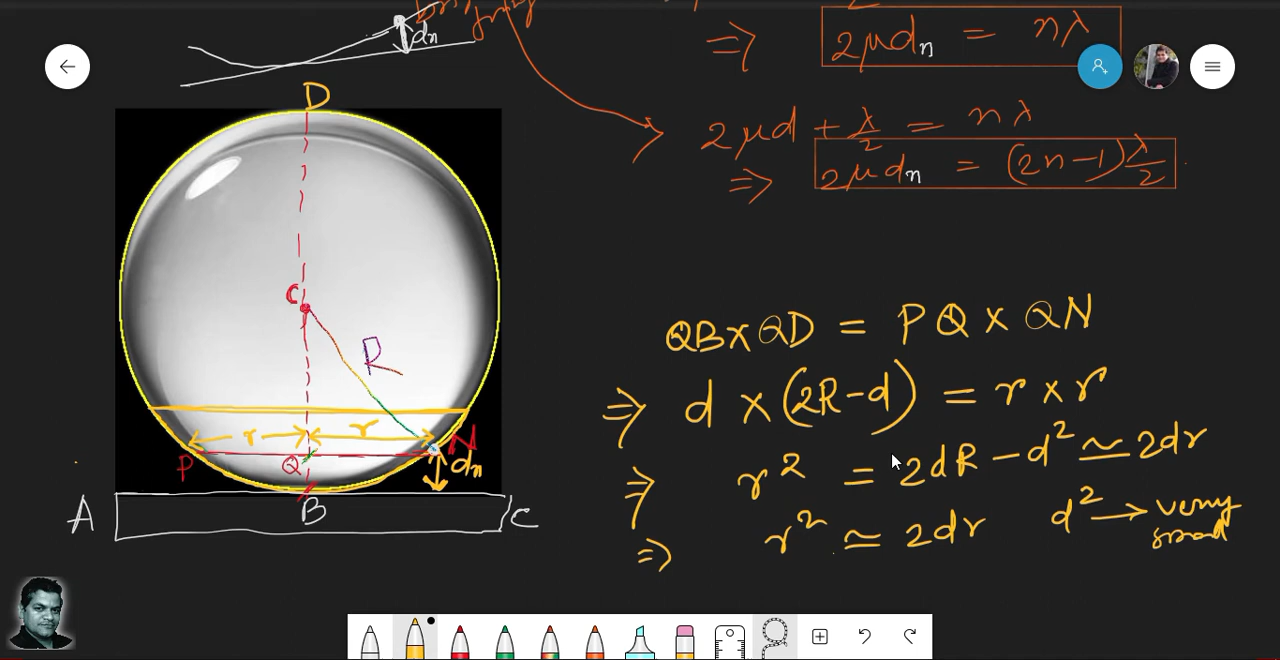 dn
⇒ 2μdn = nλ
2μd + λ/2 = nλ
⇒ 2μdn = (2n-1)λ/2
D
C
R
r r
P Q N
dn
A B C
QB×QD = PQ×QN
⇒ d×(2R-d) = r×r
⇒ r² = 2dR-d² ≃ 2dr
⇒ r² ≃ 2dr d² → very
small